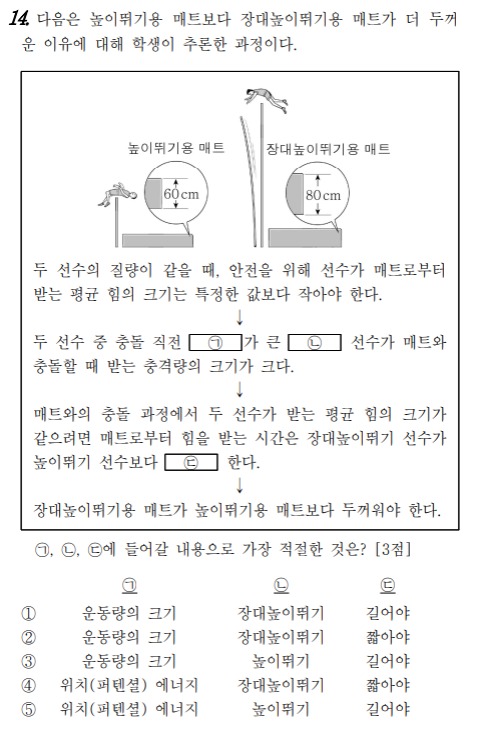 14. 다음은 높이뛰기용 매트보다 장대높이뛰기용 매트가 더 두꺼
운 이유에 대해 학생이 추론한 과정이다.
높이뛰기용 매트
장대높이뛰기용 매트
60cm
80cm
두 선수의 질량이 같을 때, 안전을 위해 선수가 매트로부터
받는 평균 힘의 크기는 특정한 값보다 작아야 한다.
↓
두 선수 중 충돌 직전 ㉠가 큰 ㉡ 선수가 매트와
충돌할 때 받는 충격량의 크기가 크다.
↓
매트와의 충돌 과정에서 두 선수가 받는 평균 힘의 크기가
같으려면 매트로부터 힘을 받는 시간은 장대높이뛰기 선수가
높이뛰기 선수보다 ㉢ 한다.
↓
장대높이뛰기용 매트가 높이뛰기용 매트보다 두꺼워야 한다.
㉠, ㉡, ㉢에 들어갈 내용으로 가장 적절한 것은? [3점]
㉠ ㉡ ㉢
① 운동량의 크기 장대높이뛰기 길어야
② 운동량의 크기 장대높이뛰기 짧아야
③ 운동량의 크기 높이뛰기 길어야
④ 위치(퍼텐셜) 에너지 장대높이뛰기 짧아야
⑤ 위치(퍼텐셜) 에너지 높이뛰기 길어야